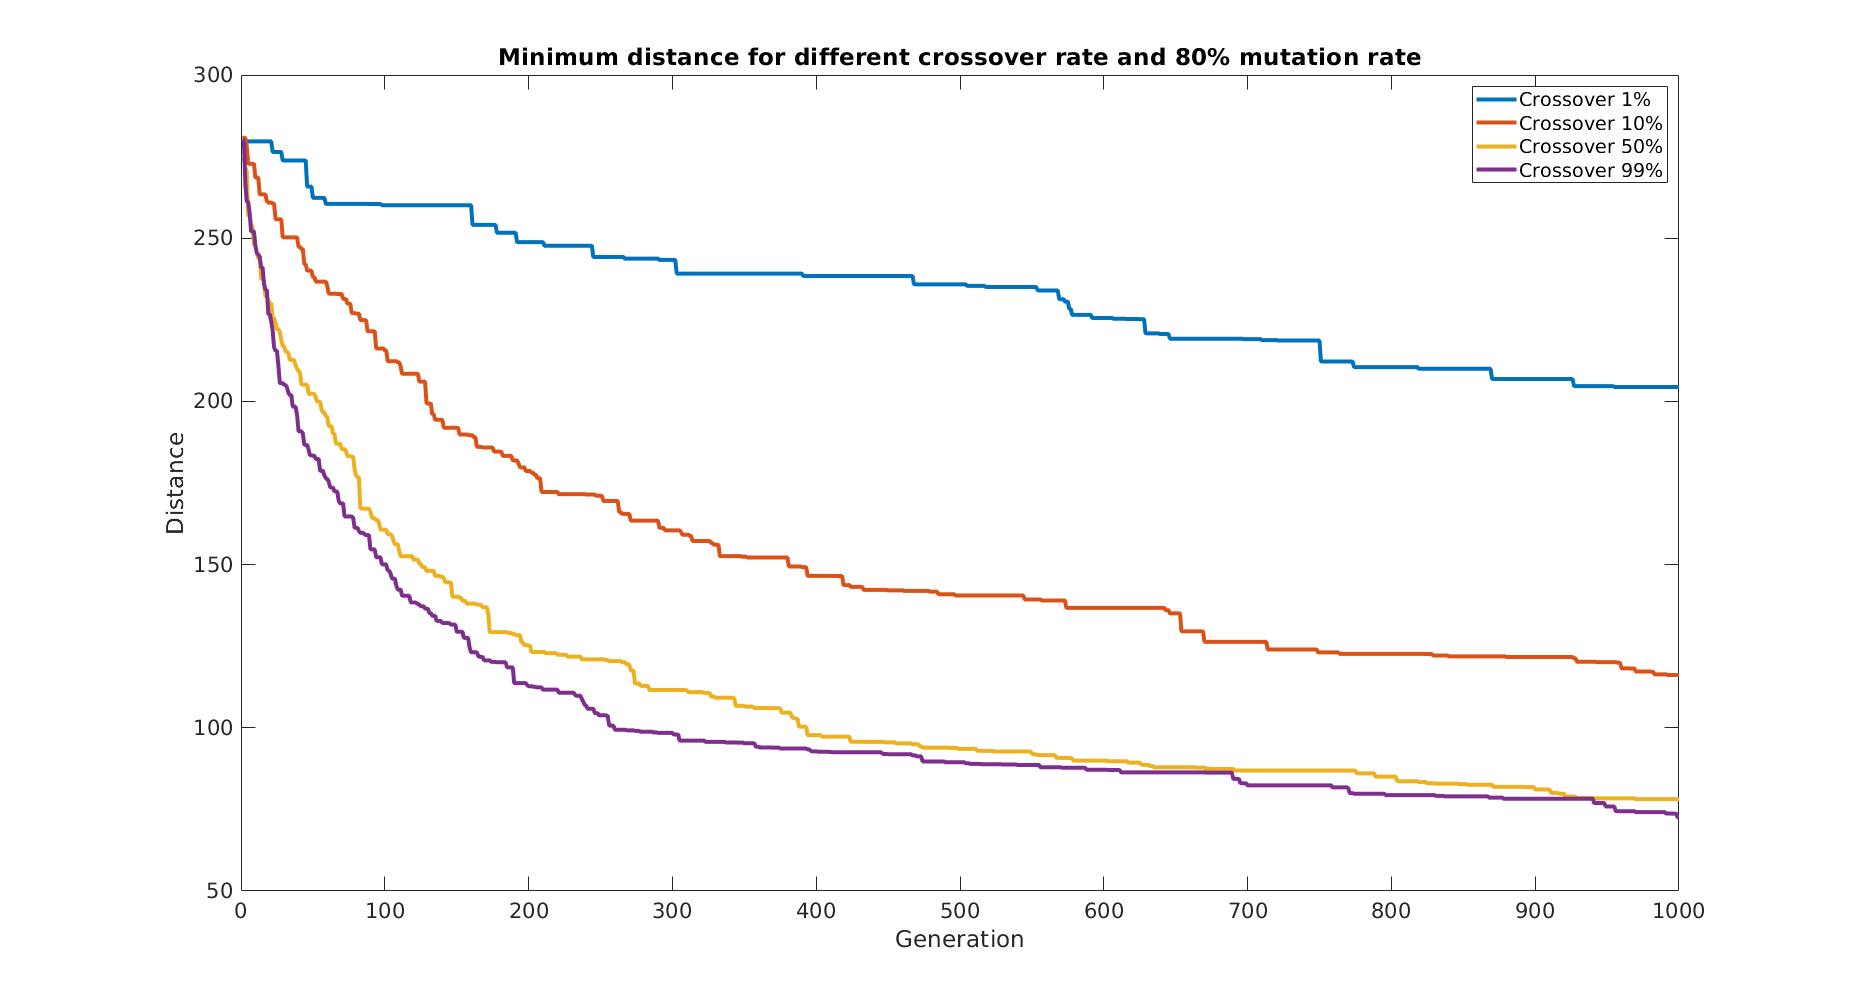 Minimum distance for different crossover rate and 80% mutation rate
300
250
200
150
100
50
Distance
Crossover 1%
Crossover 10%
Crossover 50%
Crossover 99%
0 100 200 300 400 500 600 700 800 900 1000
Generation